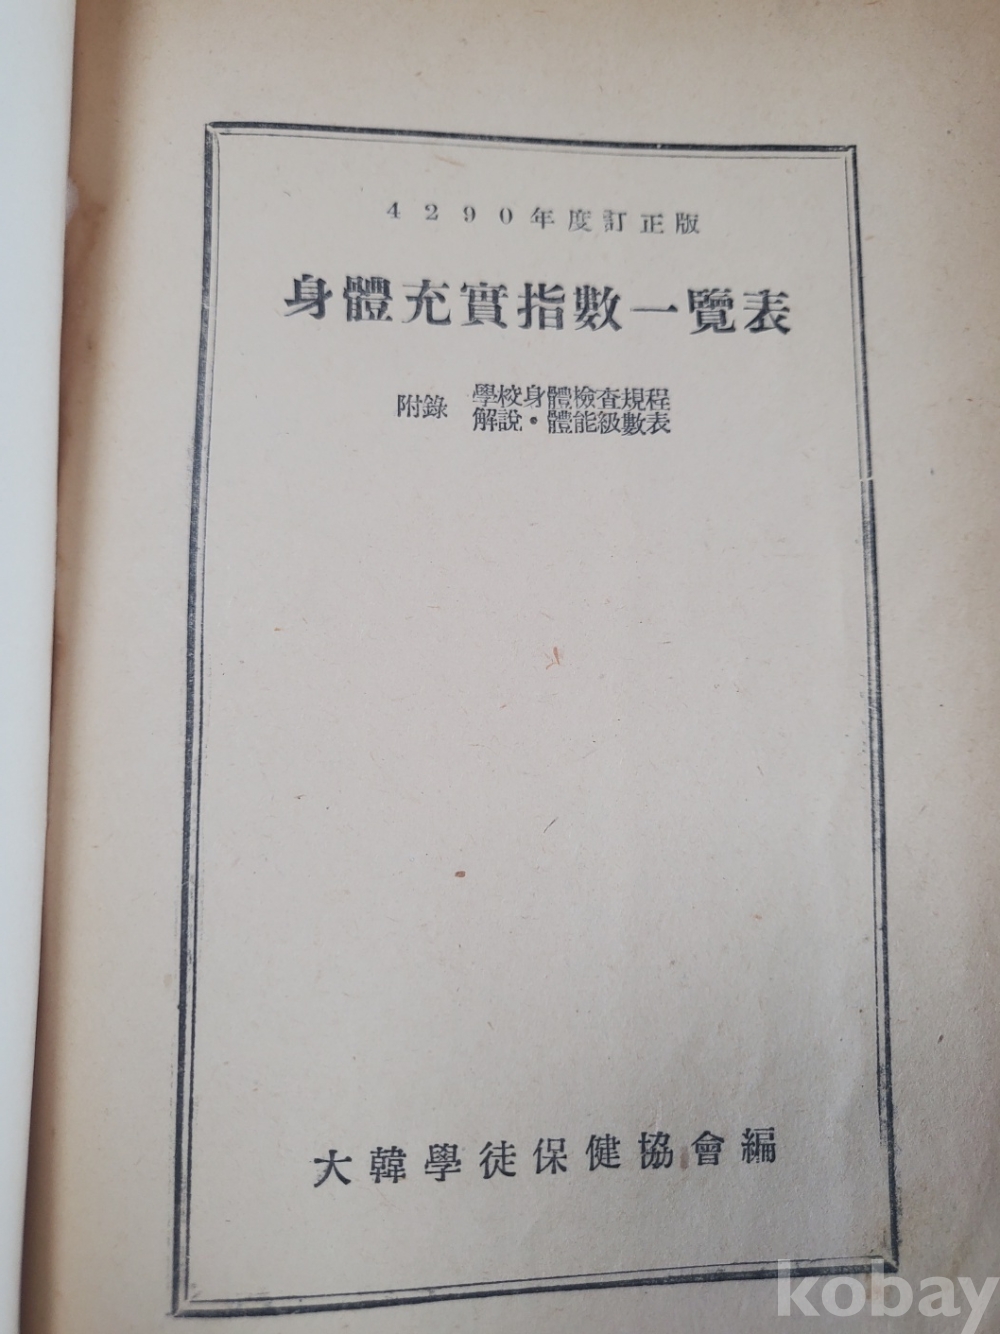 4290年度訂正版
身體充實指數一覽表
附錄 學校身體檢查規程
解說·體能級數表
大韓學徒保健協會編
kobay